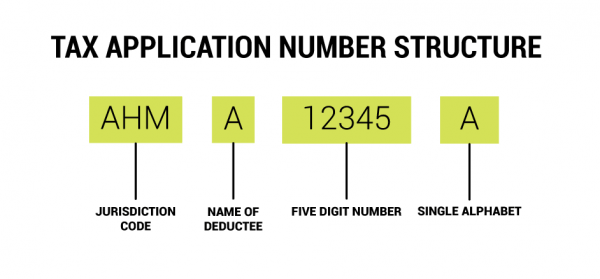 TAX APPLICATION NUMBER STRUCTURE
AHM A 12345 A
JURISDICTION CODE
NAME OF DEDUCTEE
FIVE DIGIT NUMBER
SINGLE ALPHABET